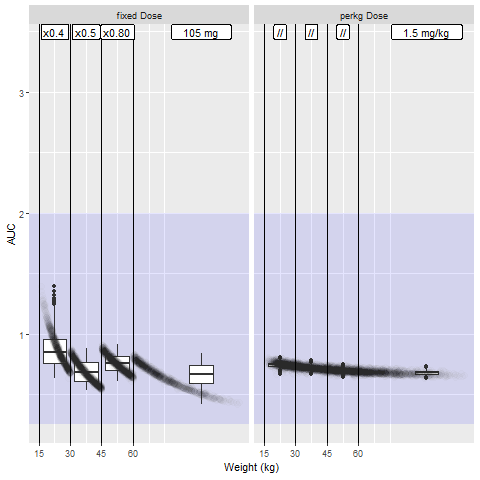 fixed Dose
perkg Dose
x0.4
x0.5
x0.80
105 mg
//
//
//
1.5 mg/kg
3
2
1
AUC
15
30
45
60
15
30
45
60
Weight (kg)